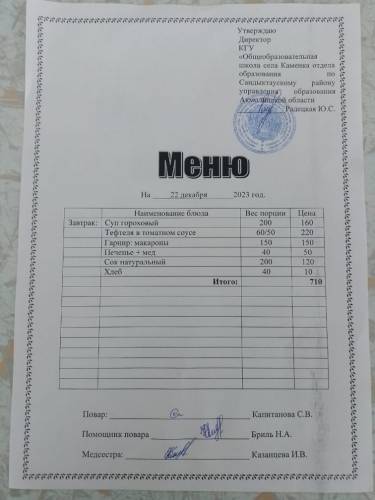 Утверждаю
Директор
КГУ
«Общеобразовательная
школа села Каменка отдела
образования по
Сандыктаускому району
управления образования
Акмолинской области
Радецкая Ю.С.
Меню
На 22 декабря 2023 год.
Наименование блюда Вес порции Цена
Завтрак: Суп гороховый 200 160
Тефтеля в томатном соусе 60/50 220
Гарнир: макароны 150 150
Печенье + мед 40 50
Сок натуральный 200 120
Хлеб 40 10
Итого: 710
Повар: Капитанова С.В.
Помощник повара Бриль Н.А.
Медсестра: Казанцева И.В.